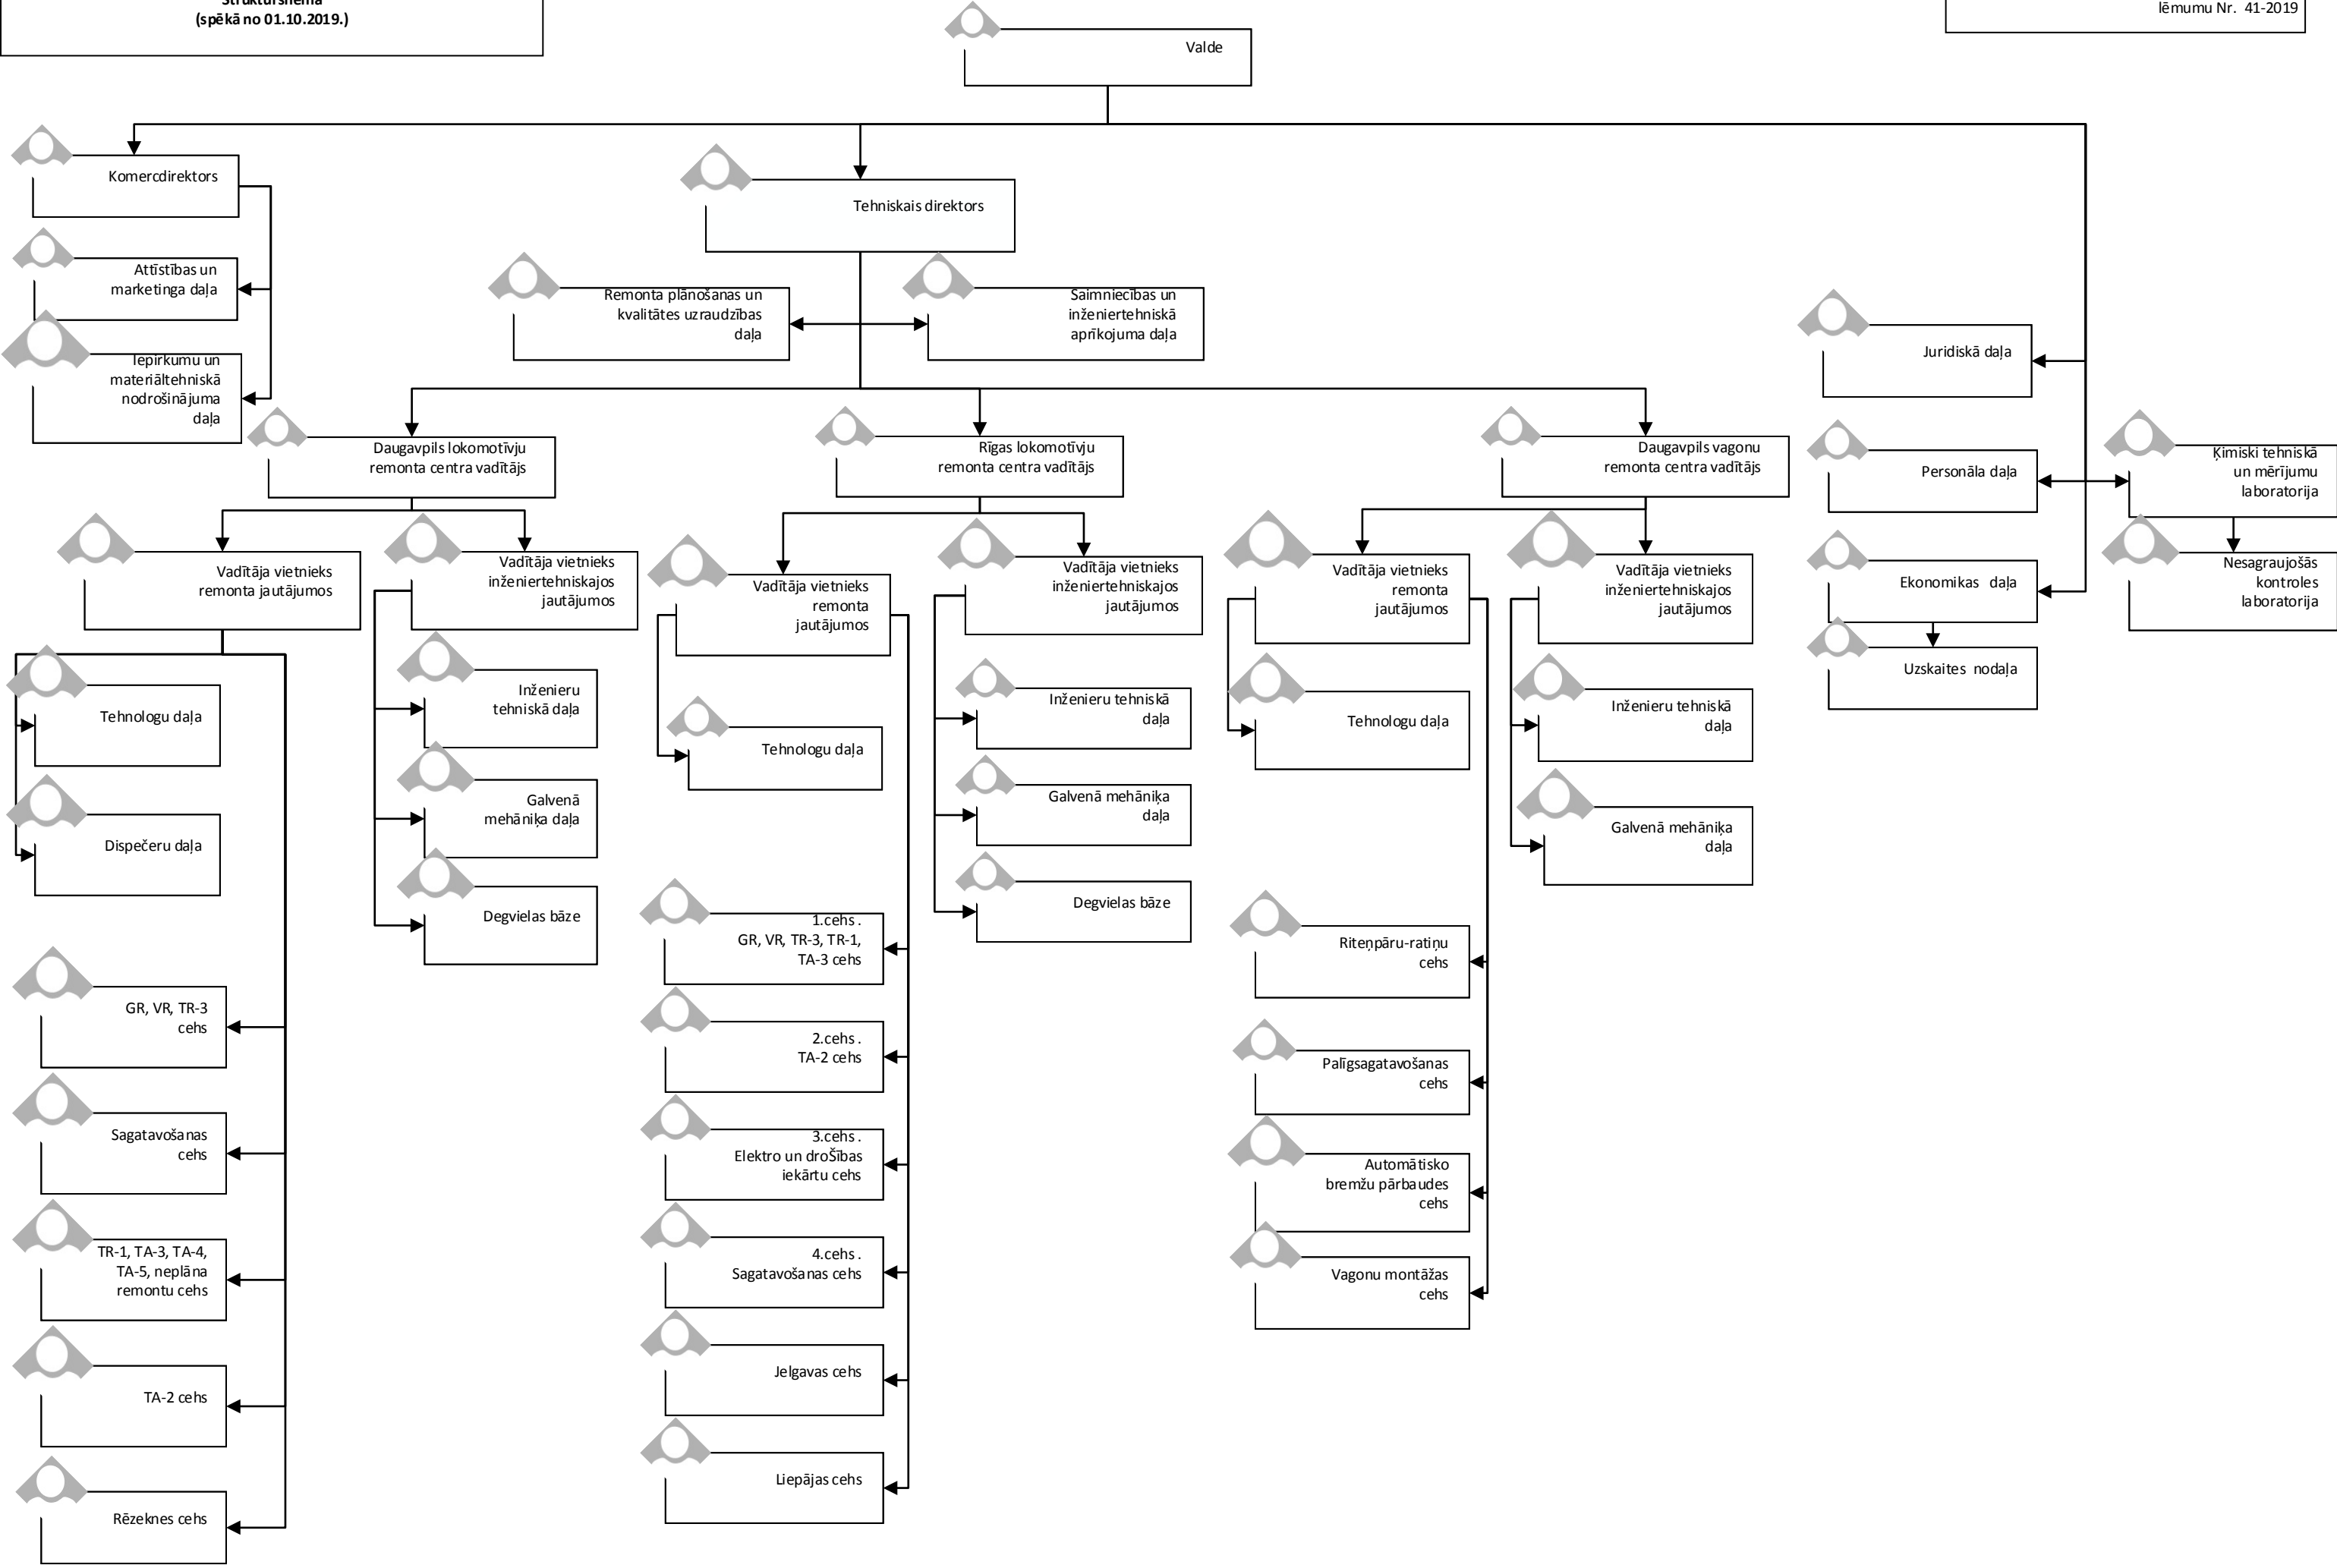 (spēkā no 01.10.2019.)
lēmumu Nr. 41-2019
Valde
Komercdirektors
Tehniskais direktors
Attīstības un
marketinga daļa
Iepirkumu un
materiāltehniskā
nodrošinājuma
daļa
Remonta plānošanas un
kvalitātes uzraudzības
daļa
Saimniecības un
inženiertehniskā
aprīkojuma daļa
Juridiskā daļa
Personāla daļa
Ķimiski tehniskā
un mērījumu
laboratorija
Ekonomikas daļa
Nesagraujošās
kontroles
laboratorija
Uzskaites nodaļa
Daugavpils lokomotīvju
remonta centra vadītājs
Rīgas lokomotīvju
remonta centra vadītājs
Daugavpils vagonu
remonta centra vadītājs
Vadītāja vietnieks
remonta jautājumos
Vadītāja vietnieks
inženiertehniskajos
jautājumos
Vadītāja vietnieks
remonta
jautājumos
Vadītāja vietnieks
inženiertehniskajos
jautājumos
Vadītāja vietnieks
remonta
jautājumos
Vadītāja vietnieks
inženiertehniskajos
jautājumos
Tehnologu daļa
Dispečeru daļa
GR, VR, TR-3
cehs
Sagatavošanas
cehs
TR-1, TA-3, TA-4,
TA-5, neplāna
remontu cehs
TA-2 cehs
Rēzeknes cehs
Inženieru
tehniskā daļa
Galvenā
mehāniķa daļa
Degvielas bāze
Tehnologu daļa
1.cehs.
GR, VR, TR-3, TR-1,
TA-3 cehs
2.cehs.
TA-2 cehs
3.cehs.
Elektro un droŠības
iekārtu cehs
4.cehs.
Sagatavošanas cehs
Jelgavas cehs
Liepājas cehs
Inženieru tehniskā
daļa
Galvenā mehāniķa
daļa
Degvielas bāze
Tehnologu daļa
Riteņpāru-ratiņu
cehs
Palīgsagatavošanas
cehs
Automātisko
bremžu pārbaudes
cehs
Vagonu montāžas
cehs
Inženieru tehniskā
daļa
Galvenā mehāniķa
daļa